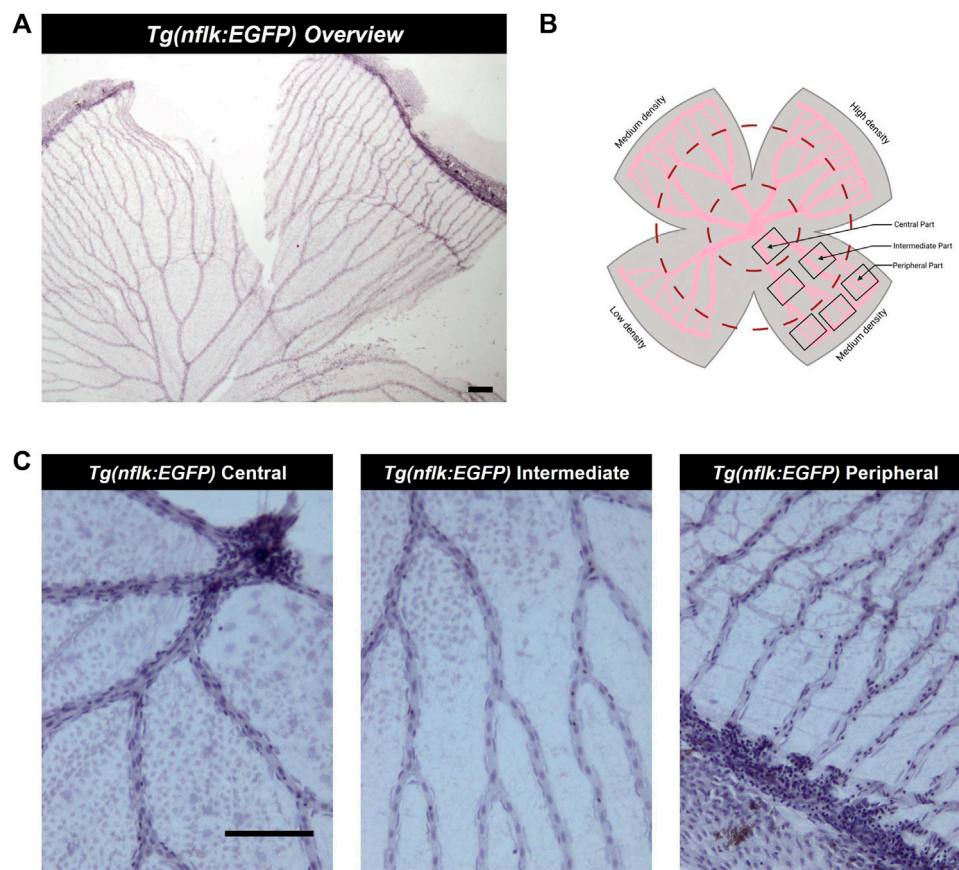 A
Tg(nflk:EGFP) Overview
B
Medium density
High density
Central Part
Intermediate Part
Peripheral Part
Low density
Medium density
C
Tg(nflk:EGFP) Central
Tg(nflk:EGFP) Intermediate
Tg(nflk:EGFP) Peripheral